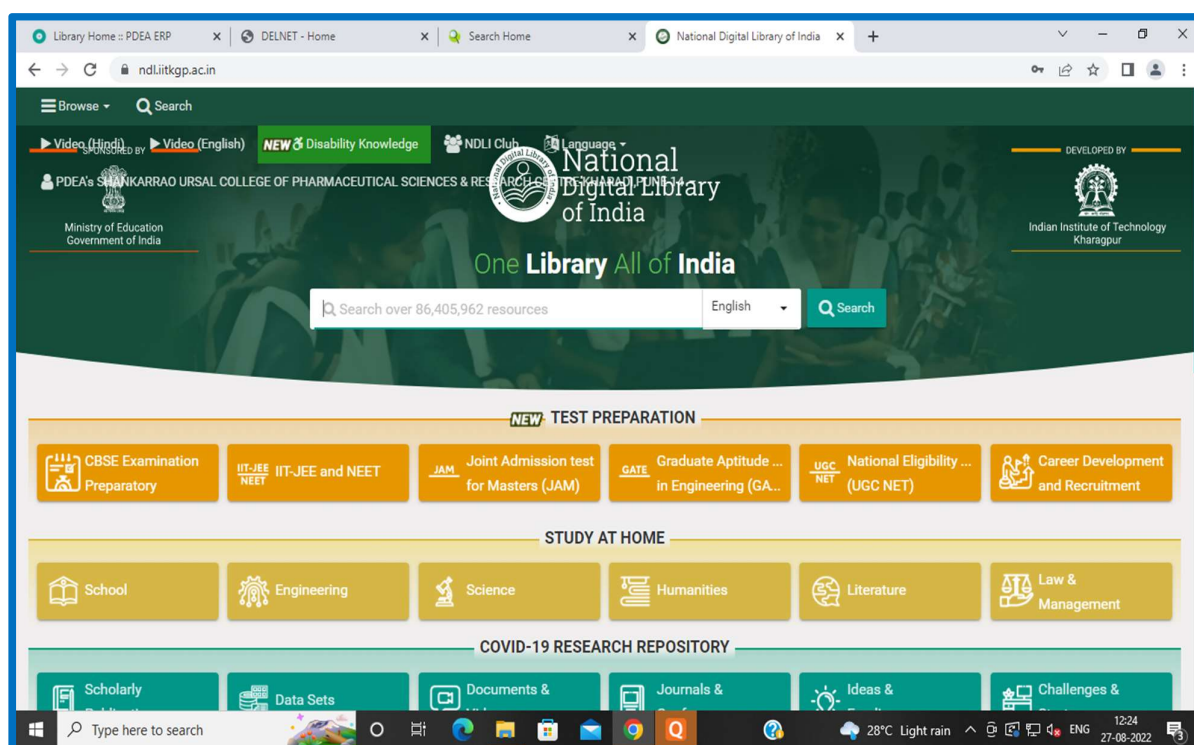 Library Home :: PDEA ERP
DELNET - Home
Search Home
National Digital Library of India
ndl.iitkgp.ac.in
Browse
Search
Video (Hindi)
Video (English)
NEW Disability Knowledge
NDLI Club
Language
SPONSORED BY
PDEA's SHANKARRAO URSAL COLLEGE OF PHARMACEUTICAL SCIENCES & RESEARCH CENTRE KHARADI, PUNE-14
Ministry of Education
Government of India
National
Digital Library
of India
DEVELOPED BY
Indian Institute of Technology
Kharagpur
One Library All of India
Search over 86,405,962 resources
English
Search
NEW TEST PREPARATION
CBSE Examination
Preparatory
IIT-JEE
NEET
IIT-JEE and NEET
JAM
Joint Admission test
for Masters (JAM)
GATE
Graduate Aptitude ...
in Engineering (GA...
UGC
NET
National Eligibility ...
(UGC NET)
Career Development
and Recruitment
STUDY AT HOME
School
Engineering
Science
Humanities
Literature
Law &
Management
COVID-19 RESEARCH REPOSITORY
Scholarly
Data Sets
Documents &
Journals &
Ideas &
Challenges &
Type here to search
28°C Light rain
ENG
12:24
27-08-2022
3